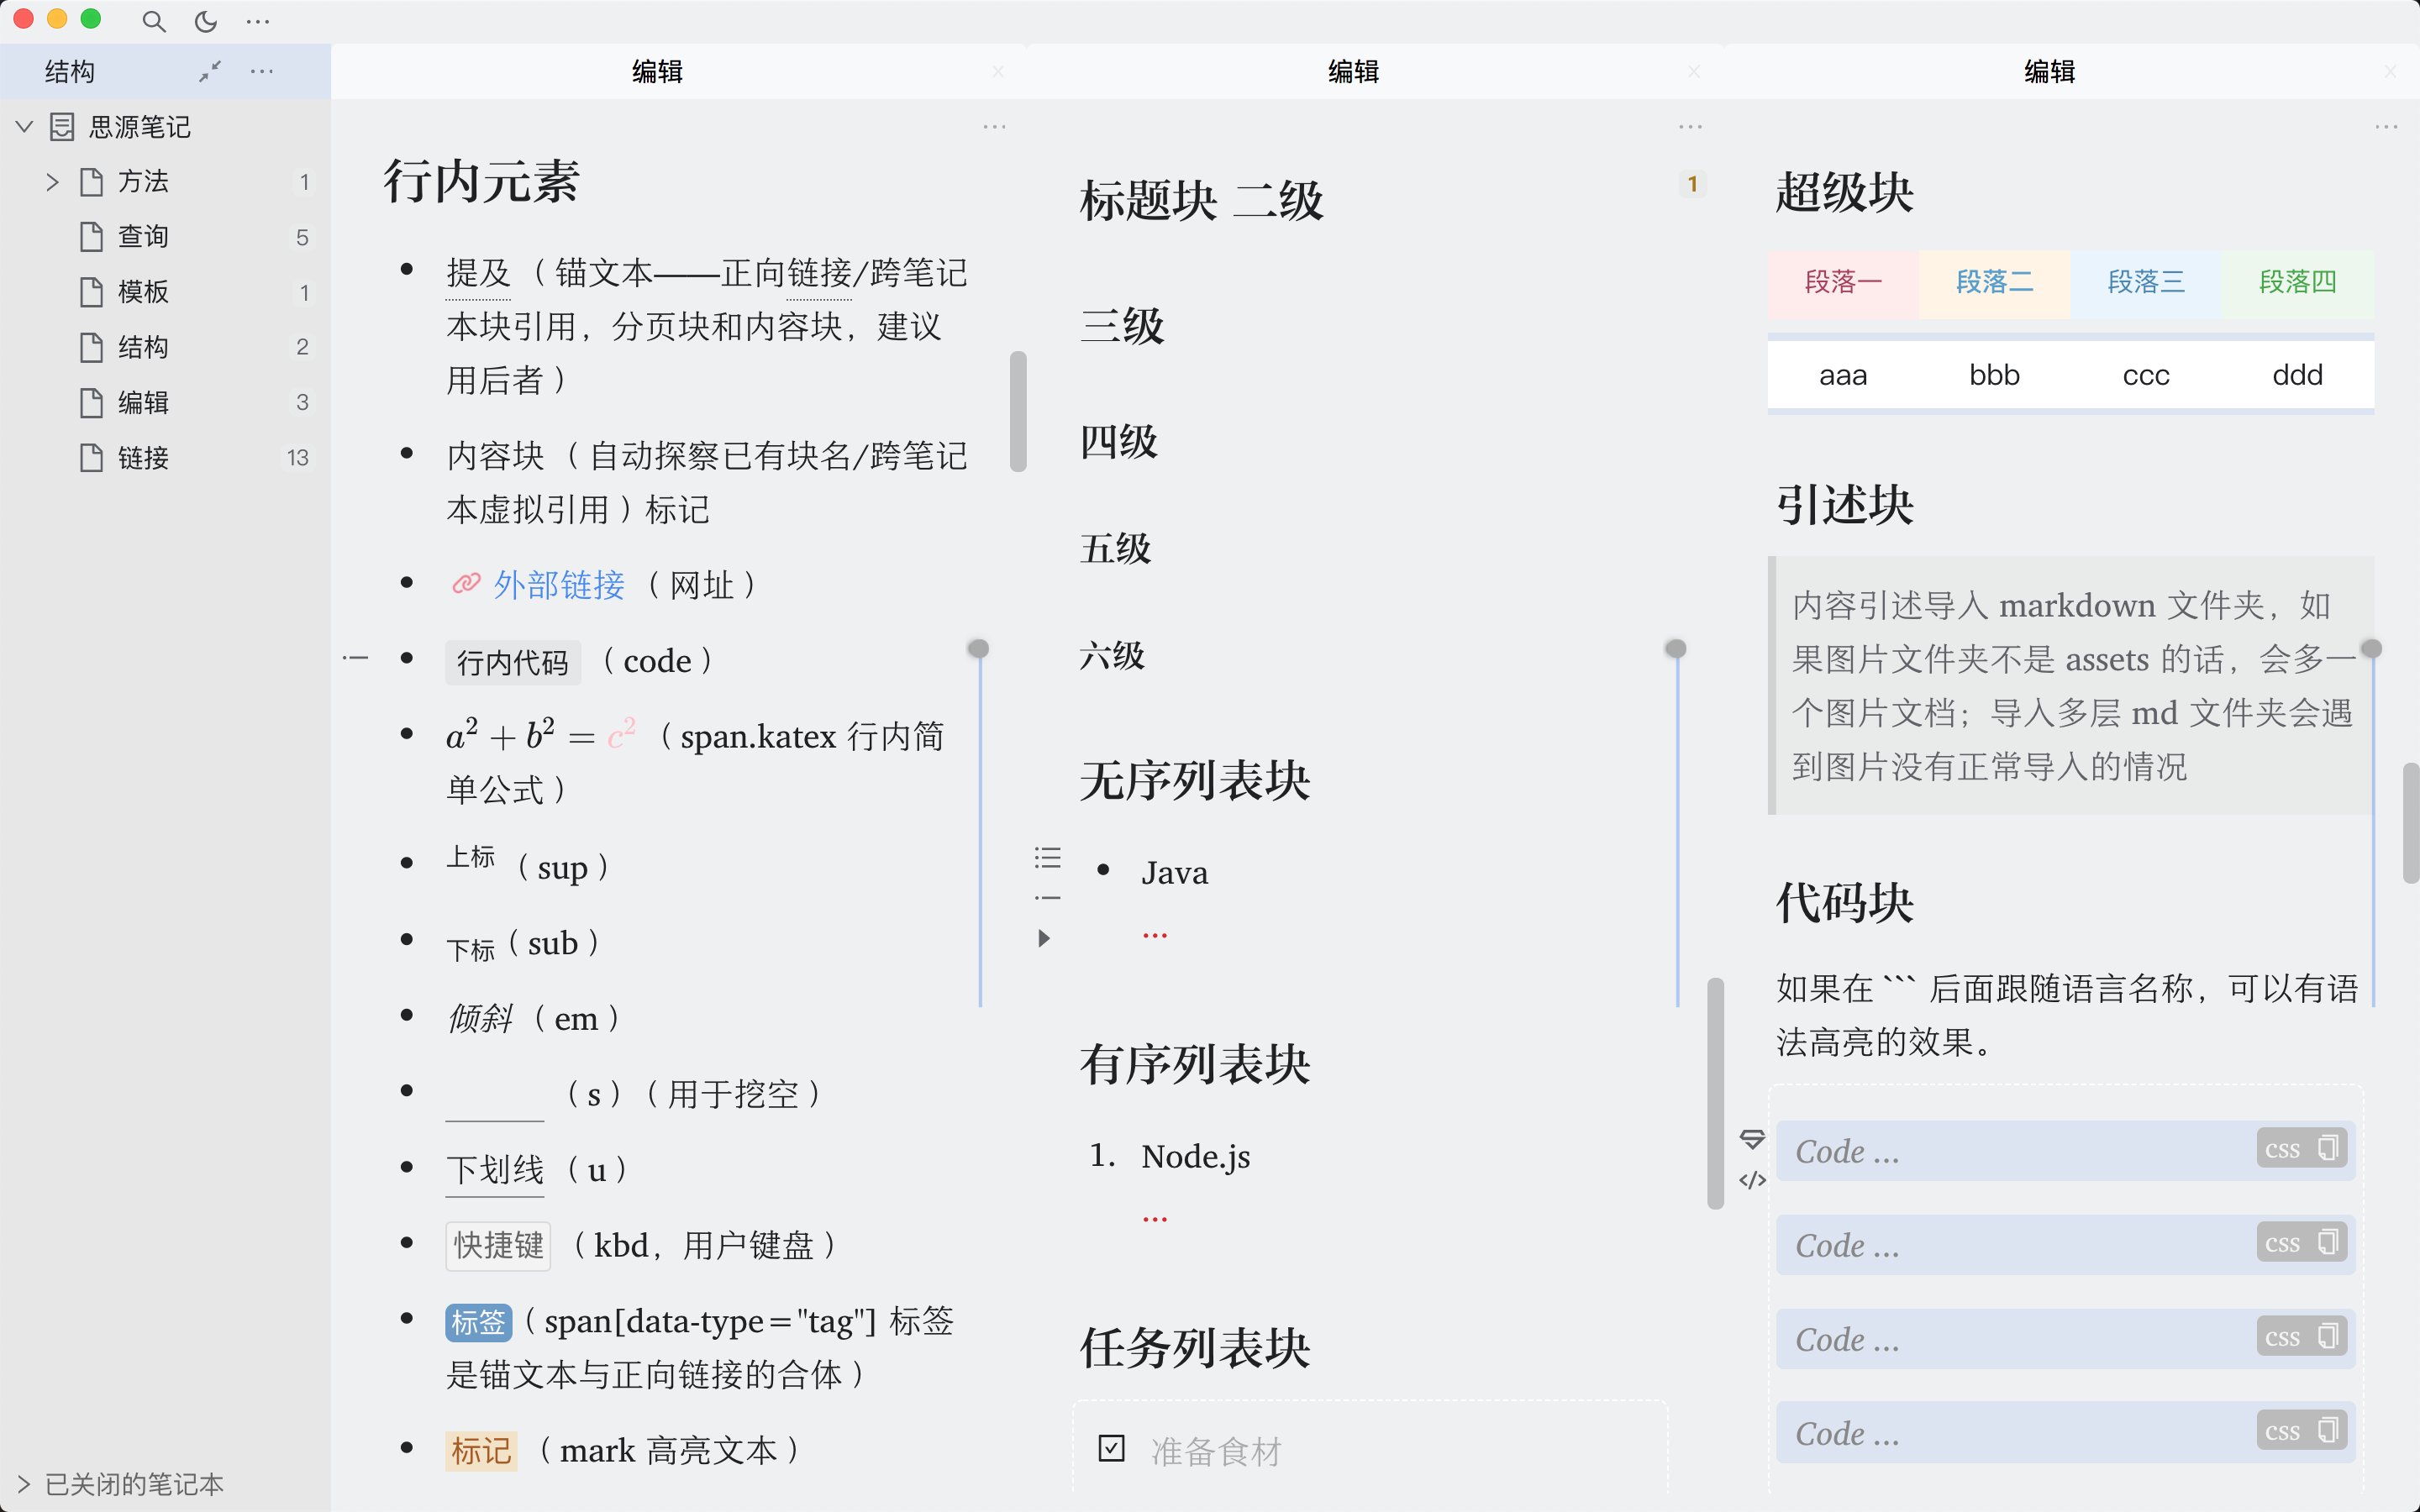 结构
思源笔记
方法 1
查询 5
模板 1
结构 2
编辑 3
链接 13
已关闭的笔记本
编辑
行内元素
提及（锚文本——正向链接/跨笔记
本块引用，分页块和内容块，建议
用后者）
内容块（自动探察已有块名/跨笔记
本虚拟引用）标记
外部链接（网址）
行内代码（code）
a² + b² = c²（span.katex 行内简
单公式）
上标（sup）
下标（sub）
倾斜（em）
（s）（用于挖空）
下划线（u）
快捷键（kbd，用户键盘）
标签（span[data-type="tag"] 标签
是锚文本与正向链接的合体）
标记（mark 高亮文本）
编辑
标题块 二级 1
三级
四级
五级
六级
无序列表块
• Java
...
有序列表块
1. Node.js
...
任务列表块
准备食材
编辑
超级块
段落一 段落二 段落三 段落四
aaa bbb ccc ddd
引述块
内容引述导入 markdown 文件夹，如
果图片文件夹不是 assets 的话，会多一
个图片文档；导入多层 md 文件夹会遇
到图片没有正常导入的情况
代码块
如果在 ``` 后面跟随语言名称，可以有语
法高亮的效果。
Code ... css
Code ... css
Code ... css
Code ... css